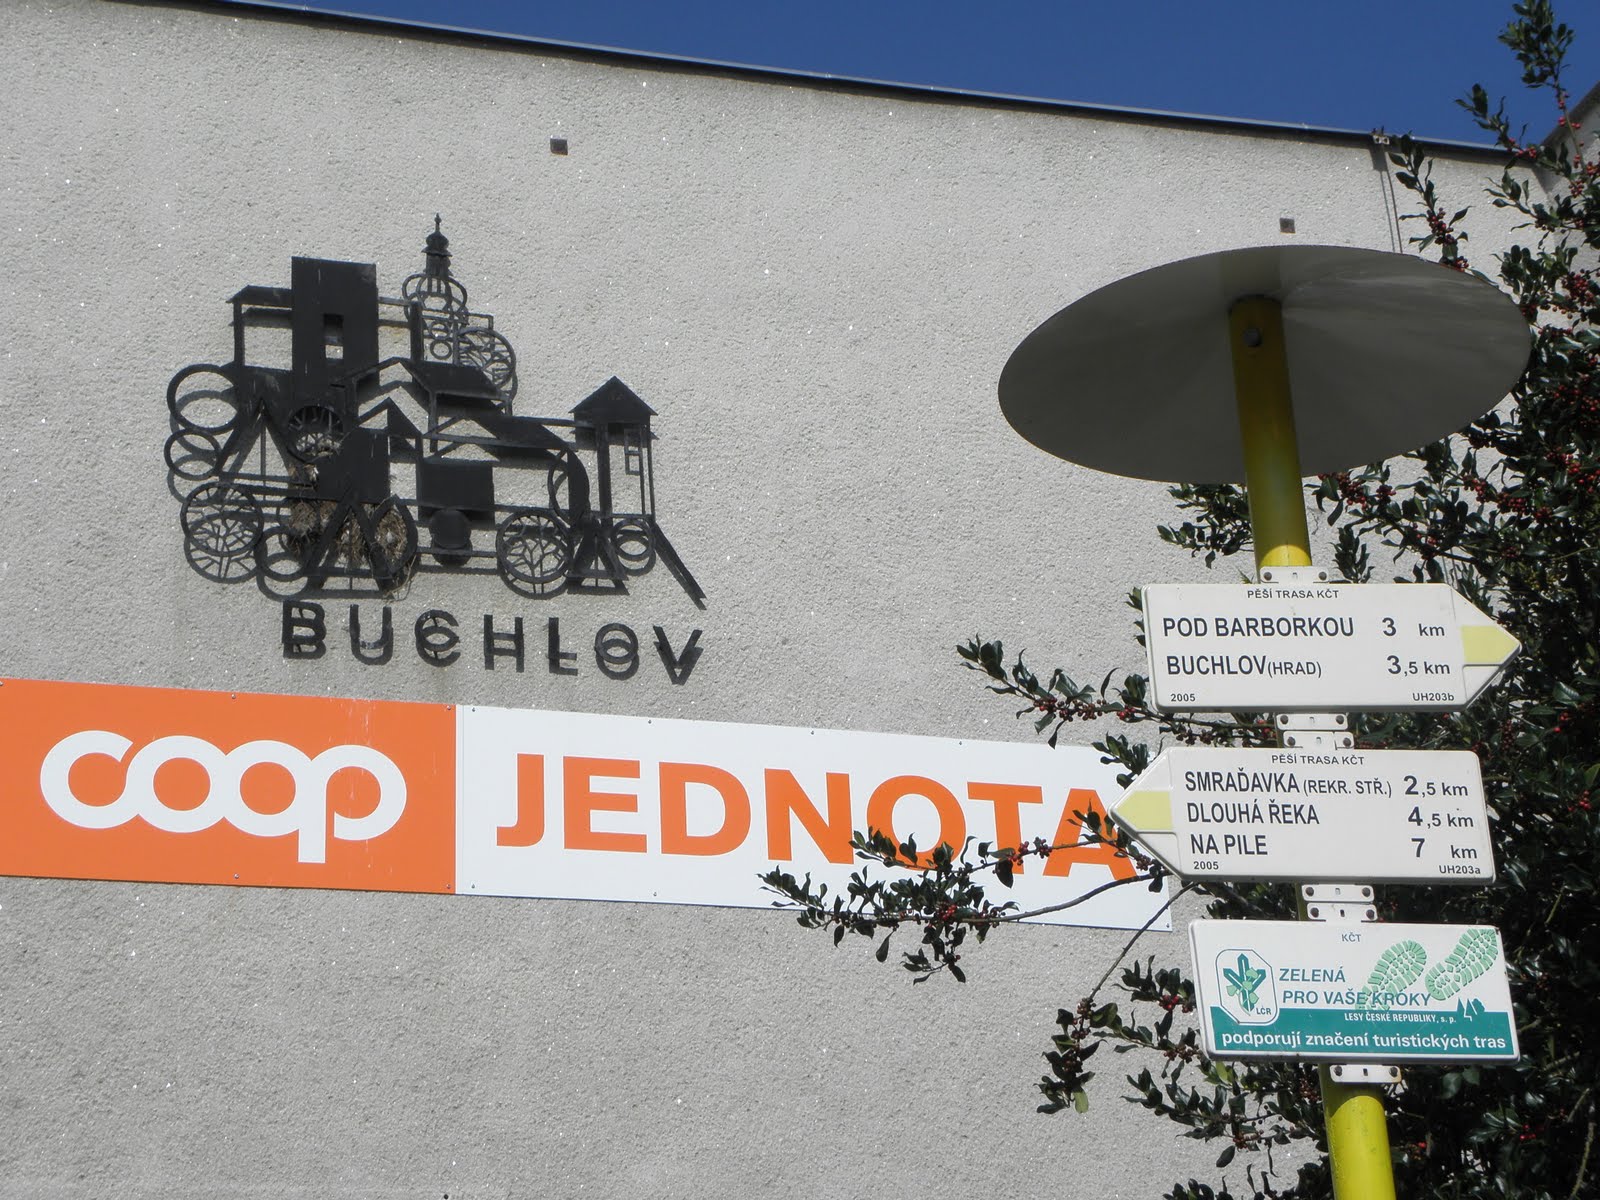 BUCHLOV
coop JEDNOTA
PĚŠÍ TRASA KČT
POD BARBORKOU 3 km
BUCHLOV (HRAD) 3,5 km
2005 UH203b
PĚŠÍ TRASA KČT
SMRAĎAVKA (REKR. STŘ.) 2,5 km
DLOUHÁ ŘEKA 4,5 km
NA PILE 7 km
2005 UH203a
KČT
ZELENÁ
PRO VAŠE KROKY
LČR
LESY ČESKÉ REPUBLIKY, s. p.
podporují značení turistických tras